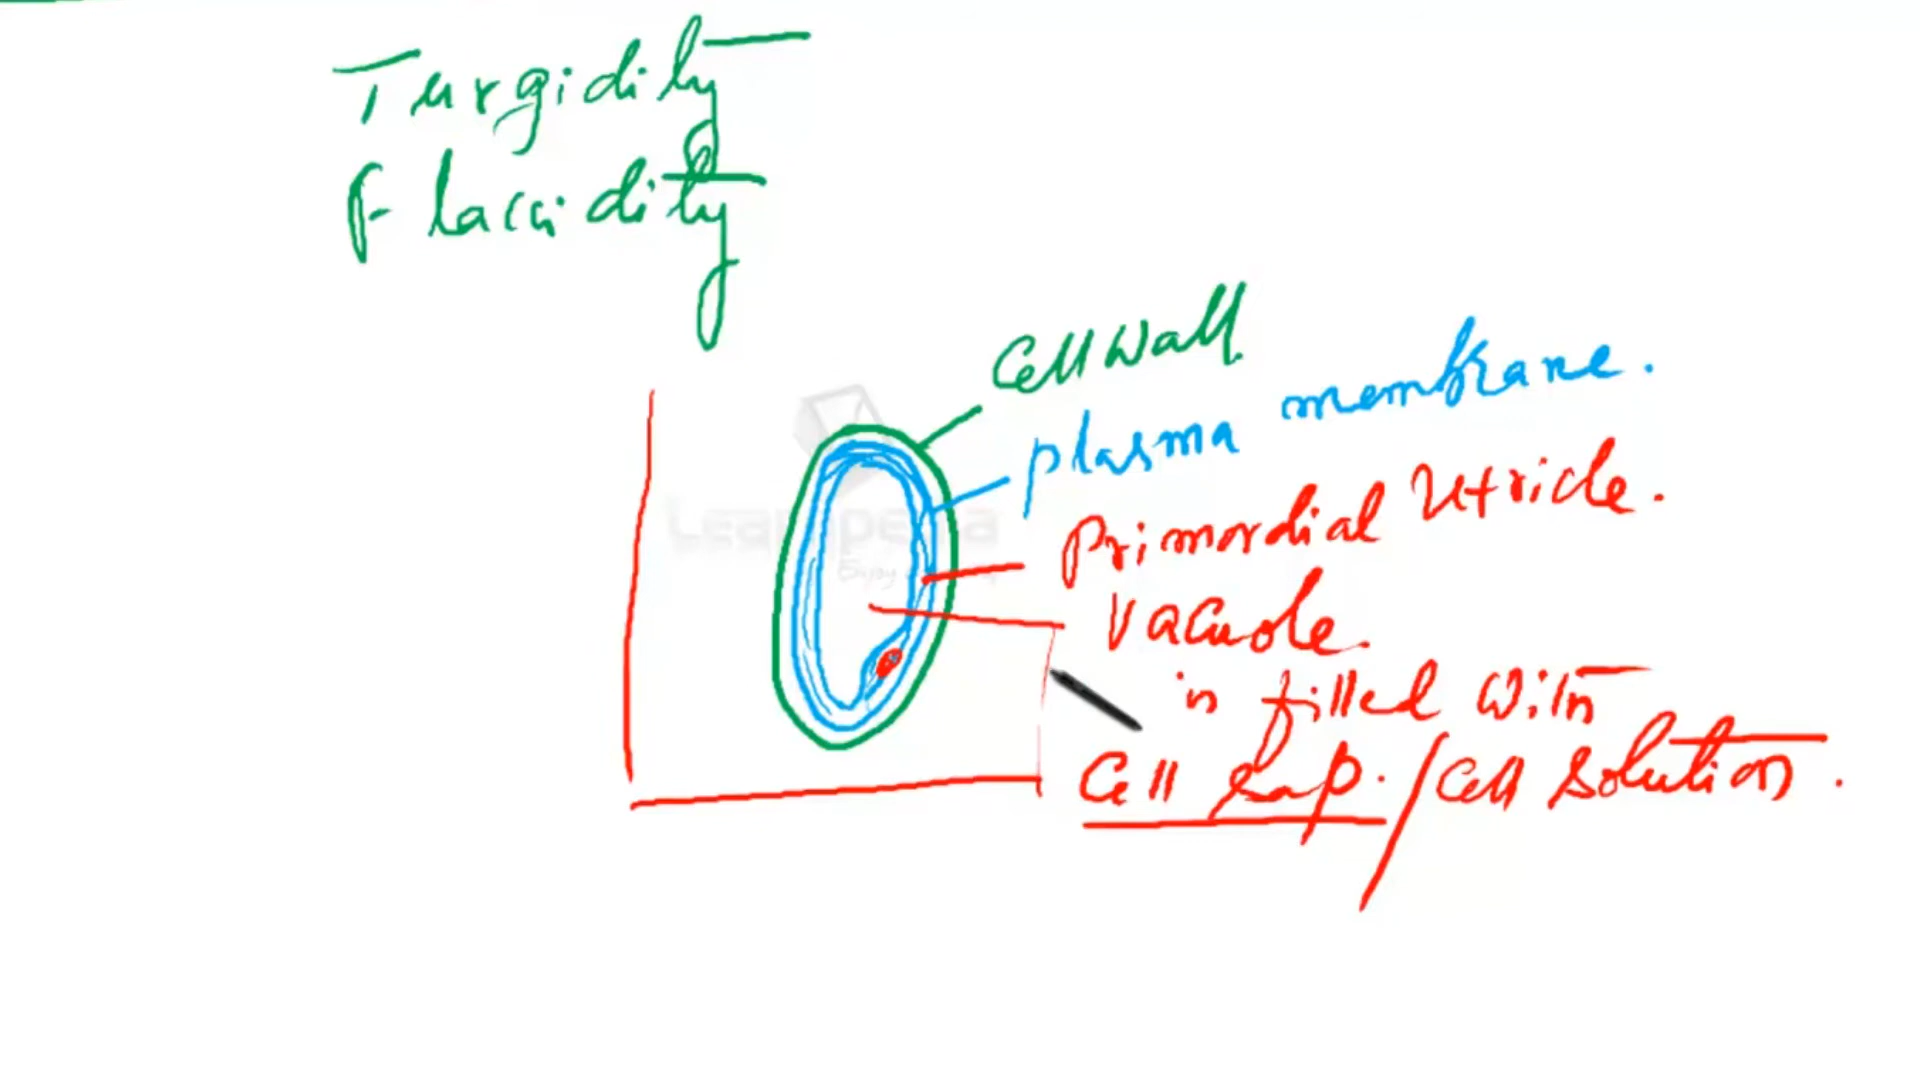 Turgidity
Flaccidity
Cell Wall.
plasma membrane.
Primordial Utricle.
Vacuole.
is filled with
Cell Sap. / Cell Solution.